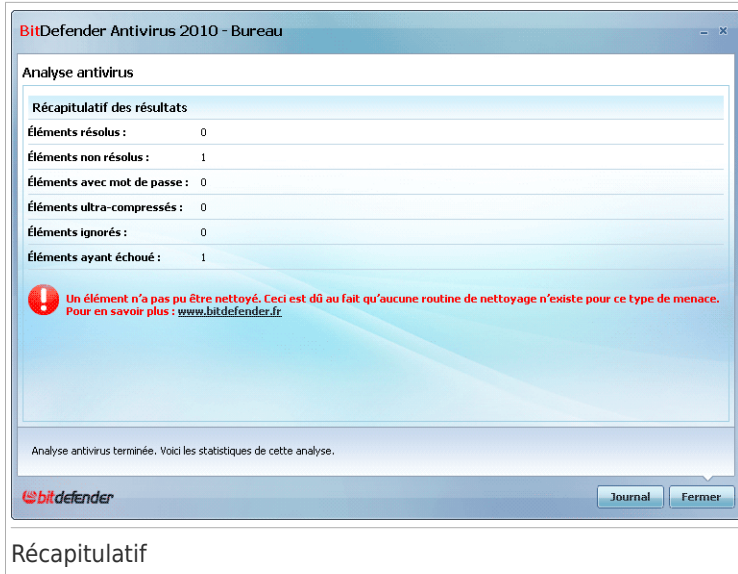 BitDefender Antivirus 2010 - Bureau
Analyse antivirus
Récapitulatif des résultats
Éléments résolus : 0
Éléments non résolus : 1
Éléments avec mot de passe : 0
Éléments ultra-compressés : 0
Éléments ignorés : 0
Éléments ayant échoué : 1
Un élément n'a pas pu être nettoyé. Ceci est dû au fait qu'aucune routine de nettoyage n'existe pour ce type de menace.
Pour en savoir plus : www.bitdefender.fr
Analyse antivirus terminée. Voici les statistiques de cette analyse.
bitdefender
Journal Fermer
Récapitulatif